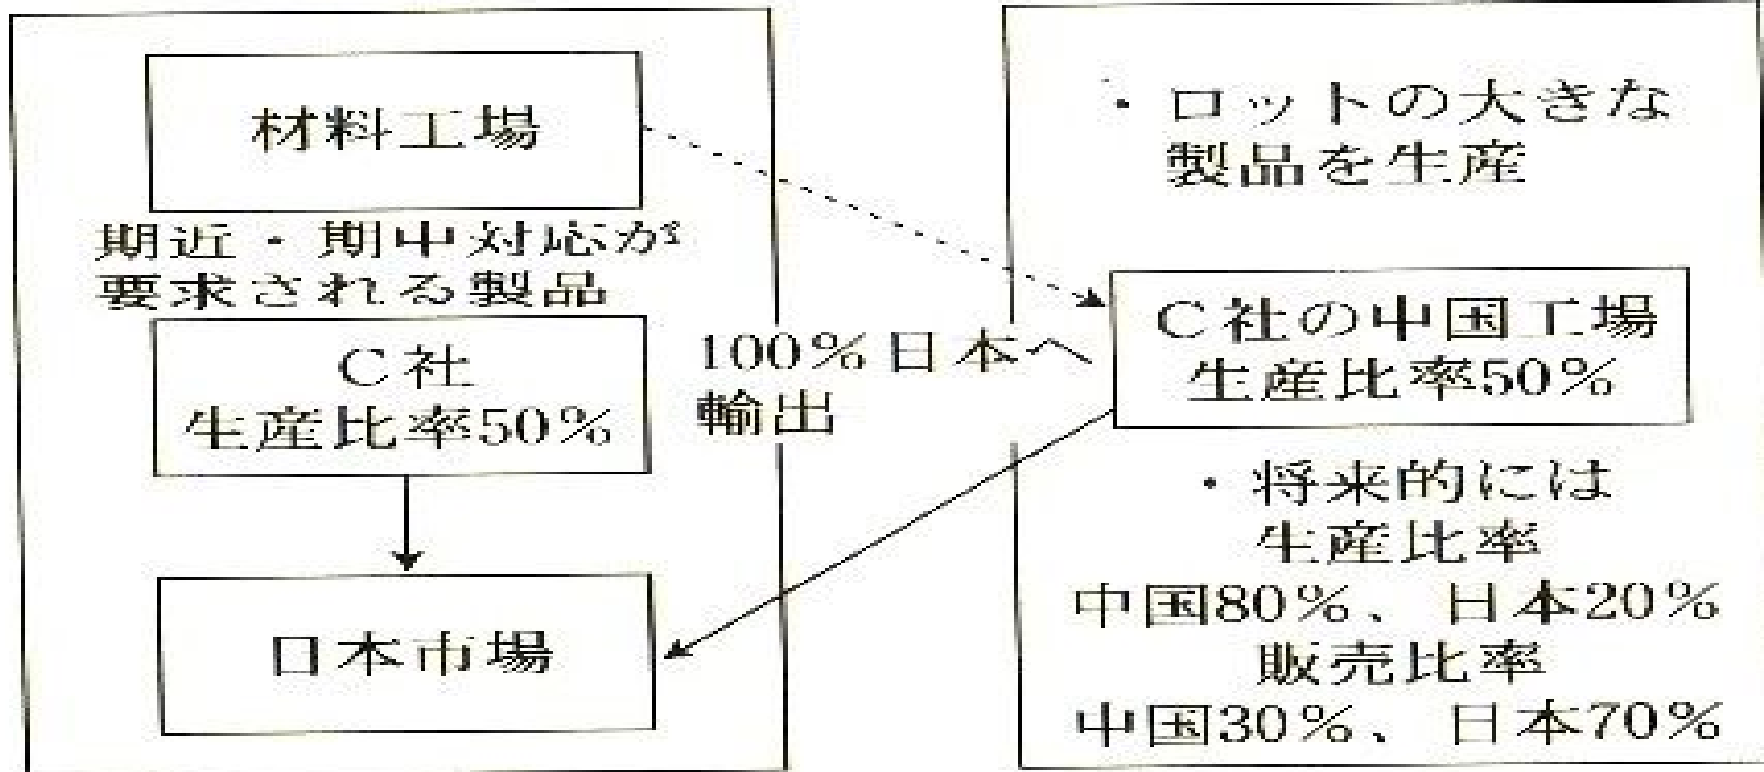 材料工場
期近・期中対応が
要求される製品
C社
生産比率50%
日本市場
100%日本へ
輸出
・ロットの大きな
製品を生産
C社の中国工場
生産比率50%
・将来的には
生産比率
中国80%、日本20%
販売比率
中国30%、日本70%